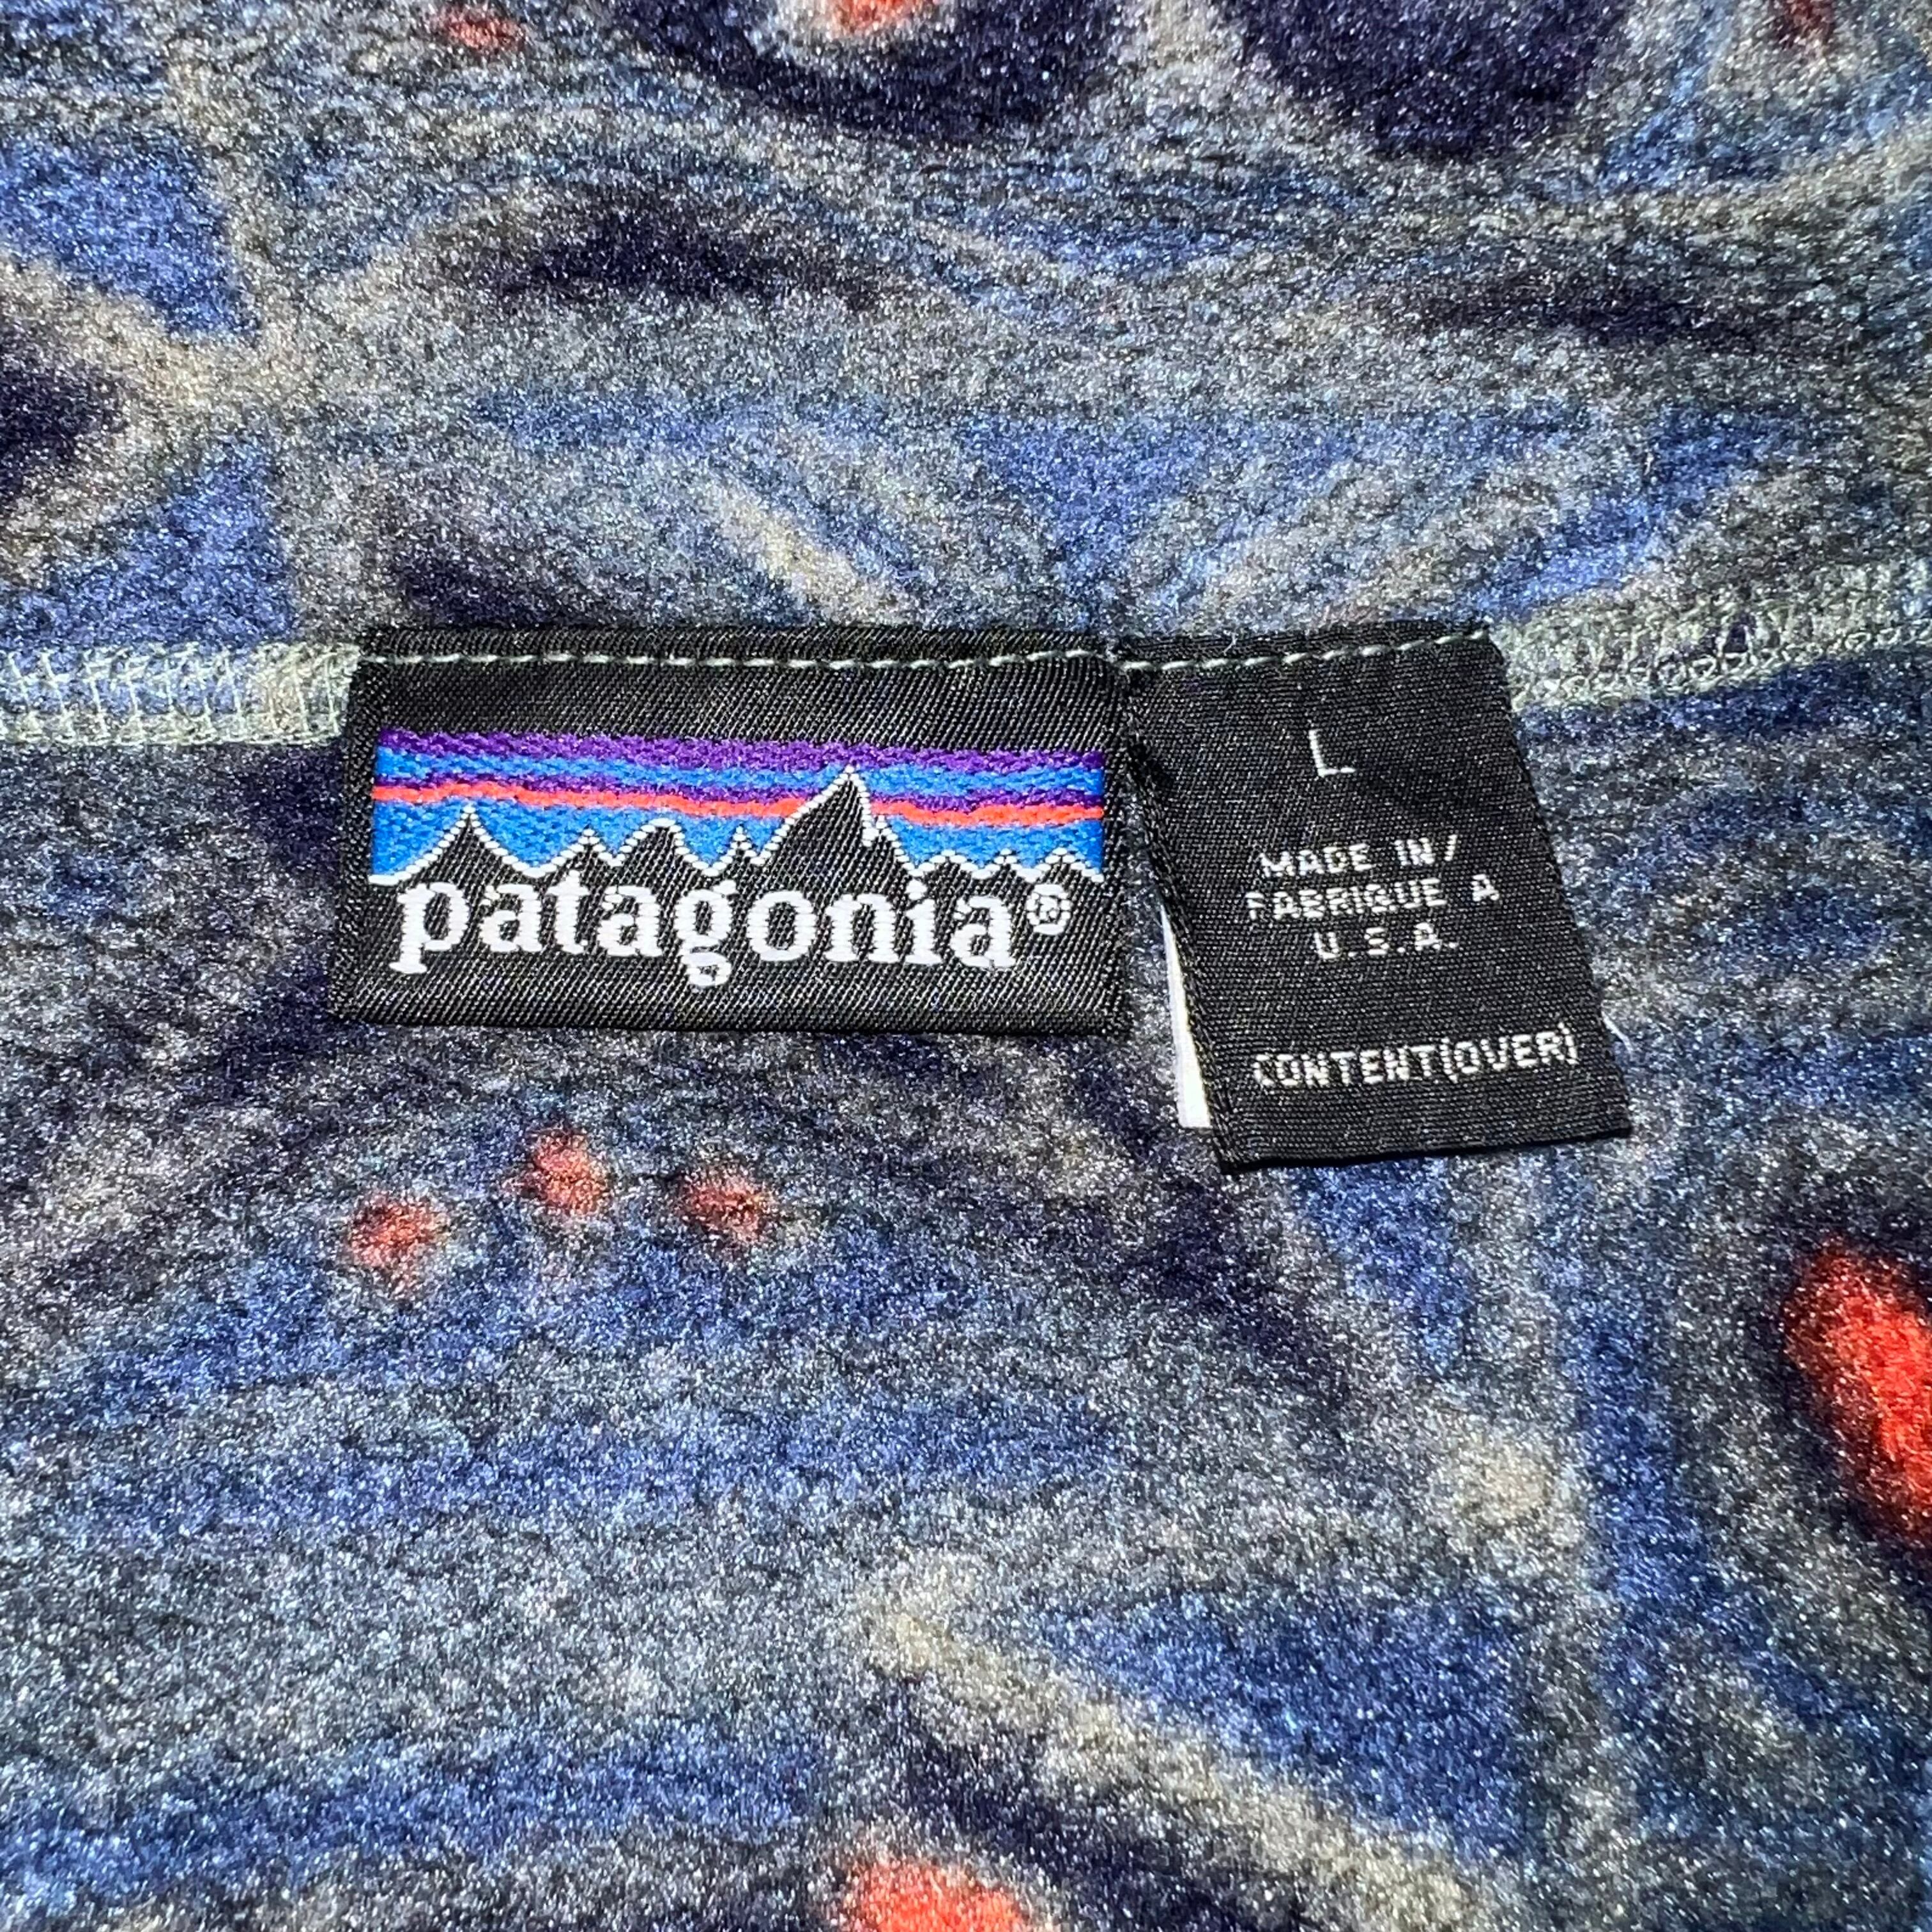 patagonia®
L
MADE IN/
FABRIQUE A
U.S.A.
CONTENT(OVER)